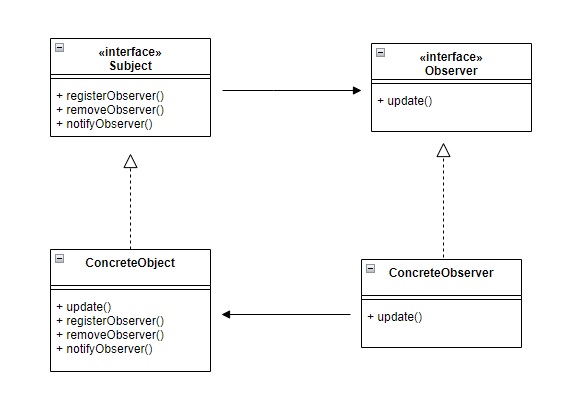 «interface»
Subject
+ registerObserver()
+ removeObserver()
+ notifyObserver()
«interface»
Observer
+ update()
ConcreteObject
+ update()
+ registerObserver()
+ removeObserver()
+ notifyObserver()
ConcreteObserver
+ update()